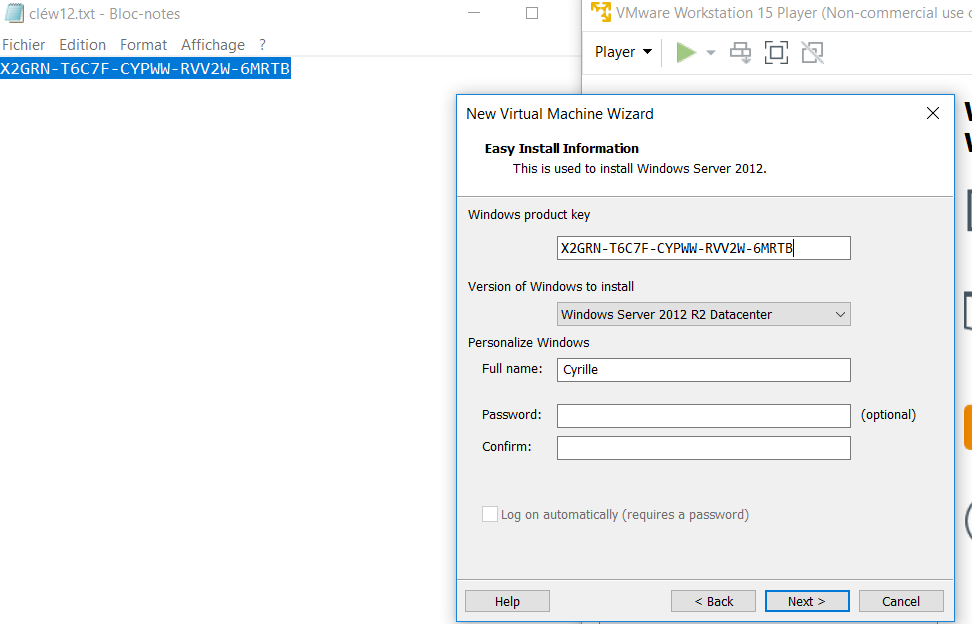 cléw12.txt - Bloc-notes
Fichier Edition Format Affichage ?
X2GRN-T6C7F-CYPWW-RVV2W-6MRTB
VMware Workstation 15 Player (Non-commercial use
Player
New Virtual Machine Wizard
Easy Install Information
This is used to install Windows Server 2012.
Windows product key
X2GRN-T6C7F-CYPWW-RVV2W-6MRTB
Version of Windows to install
Windows Server 2012 R2 Datacenter
Personalize Windows
Full name: Cyrille
Password: (optional)
Confirm:
Log on automatically (requires a password)
Help < Back Next > Cancel